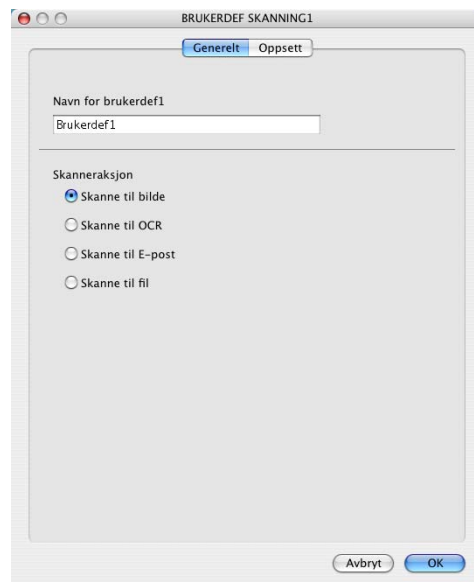 BRUKERDEF SKANNING1
Generelt Oppsett
Navn for brukerdef1
Brukerdef1
Skanneraksjon
Skanne til bilde
Skanne til OCR
Skanne til E-post
Skanne til fil
Avbryt OK